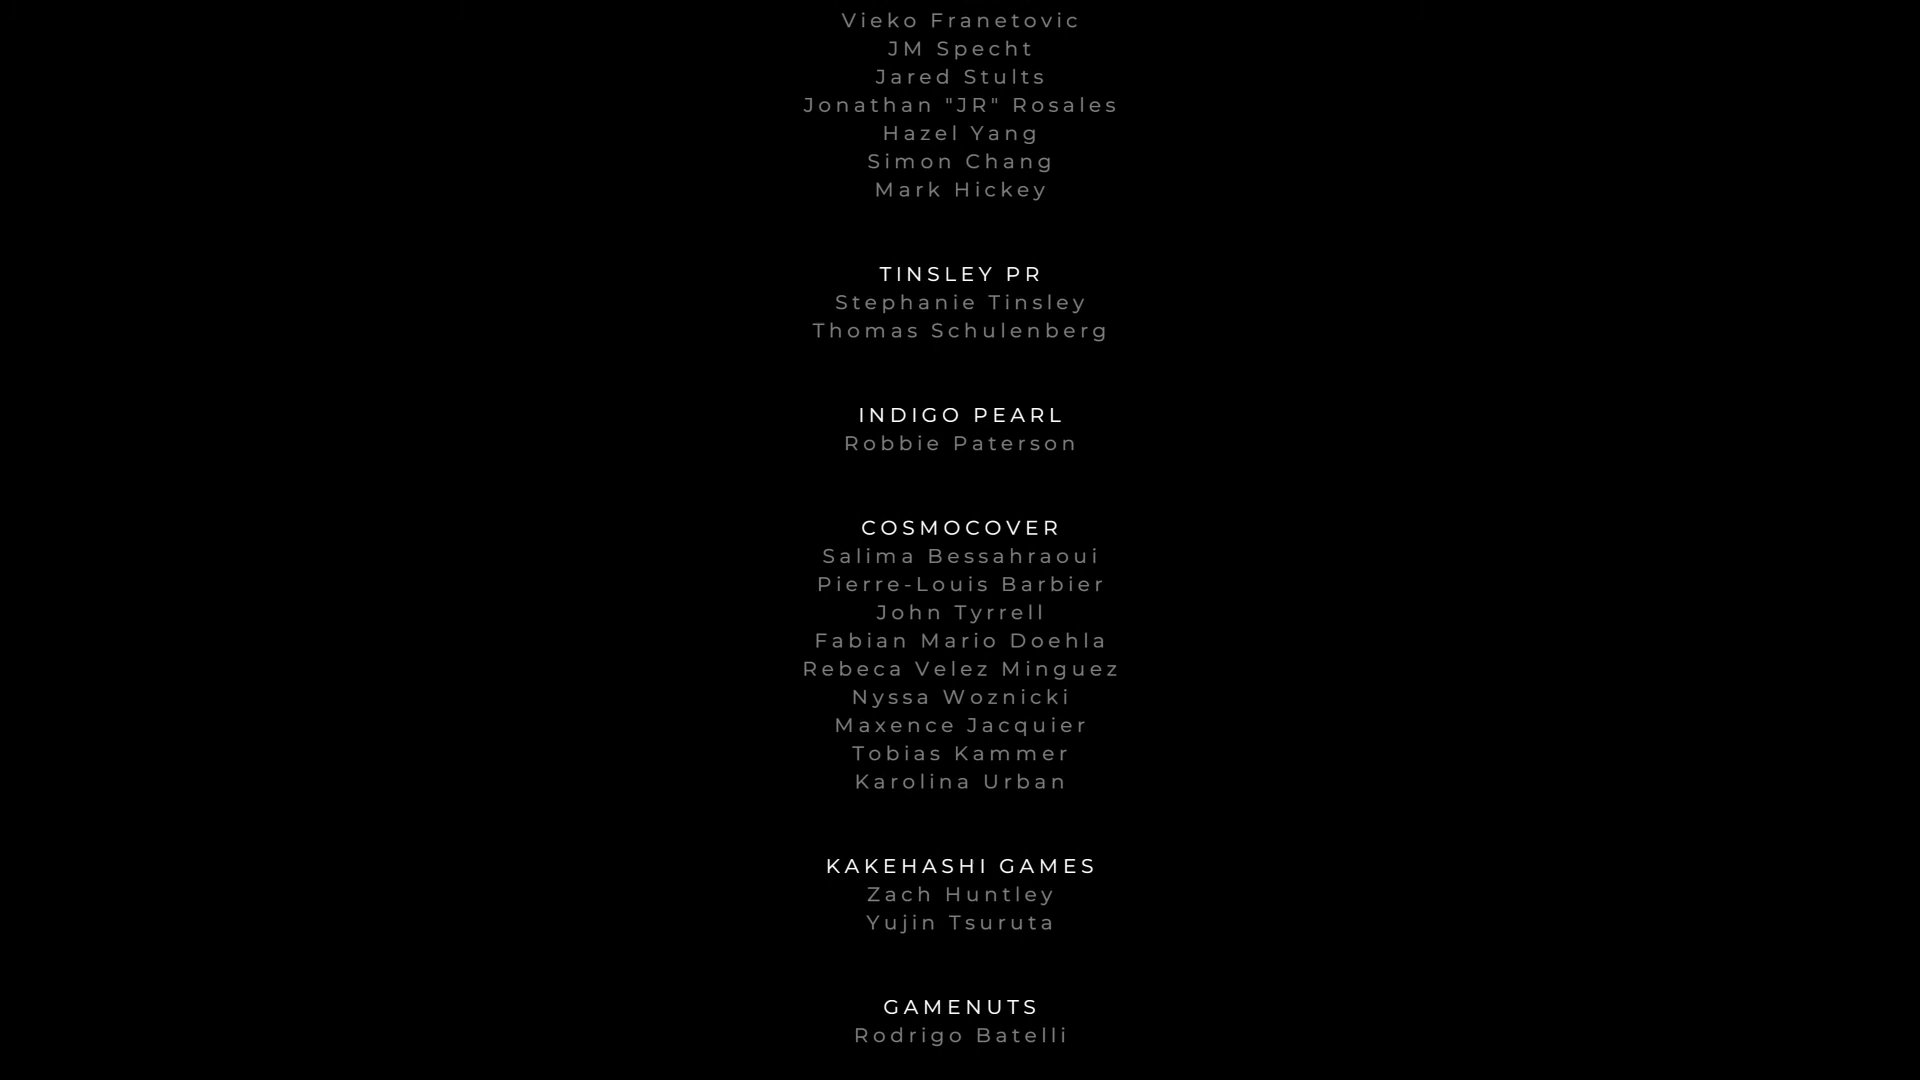 Vieko Franetovic
JM Specht
Jared Stults
Jonathan "JR" Rosales
Hazel Yang
Simon Chang
Mark Hickey
TINSLEY PR
Stephanie Tinsley
Thomas Schulenberg
INDIGO PEARL
Robbie Paterson
COSMOCOVER
Salima Bessahraoui
Pierre-Louis Barbier
John Tyrrell
Fabian Mario Doehla
Rebeca Velez Minguez
Nyssa Woznicki
Maxence Jacquier
Tobias Kammer
Karolina Urban
KAKEHASHI GAMES
Zach Huntley
Yujin Tsuruta
GAMENUTS
Rodrigo Batelli